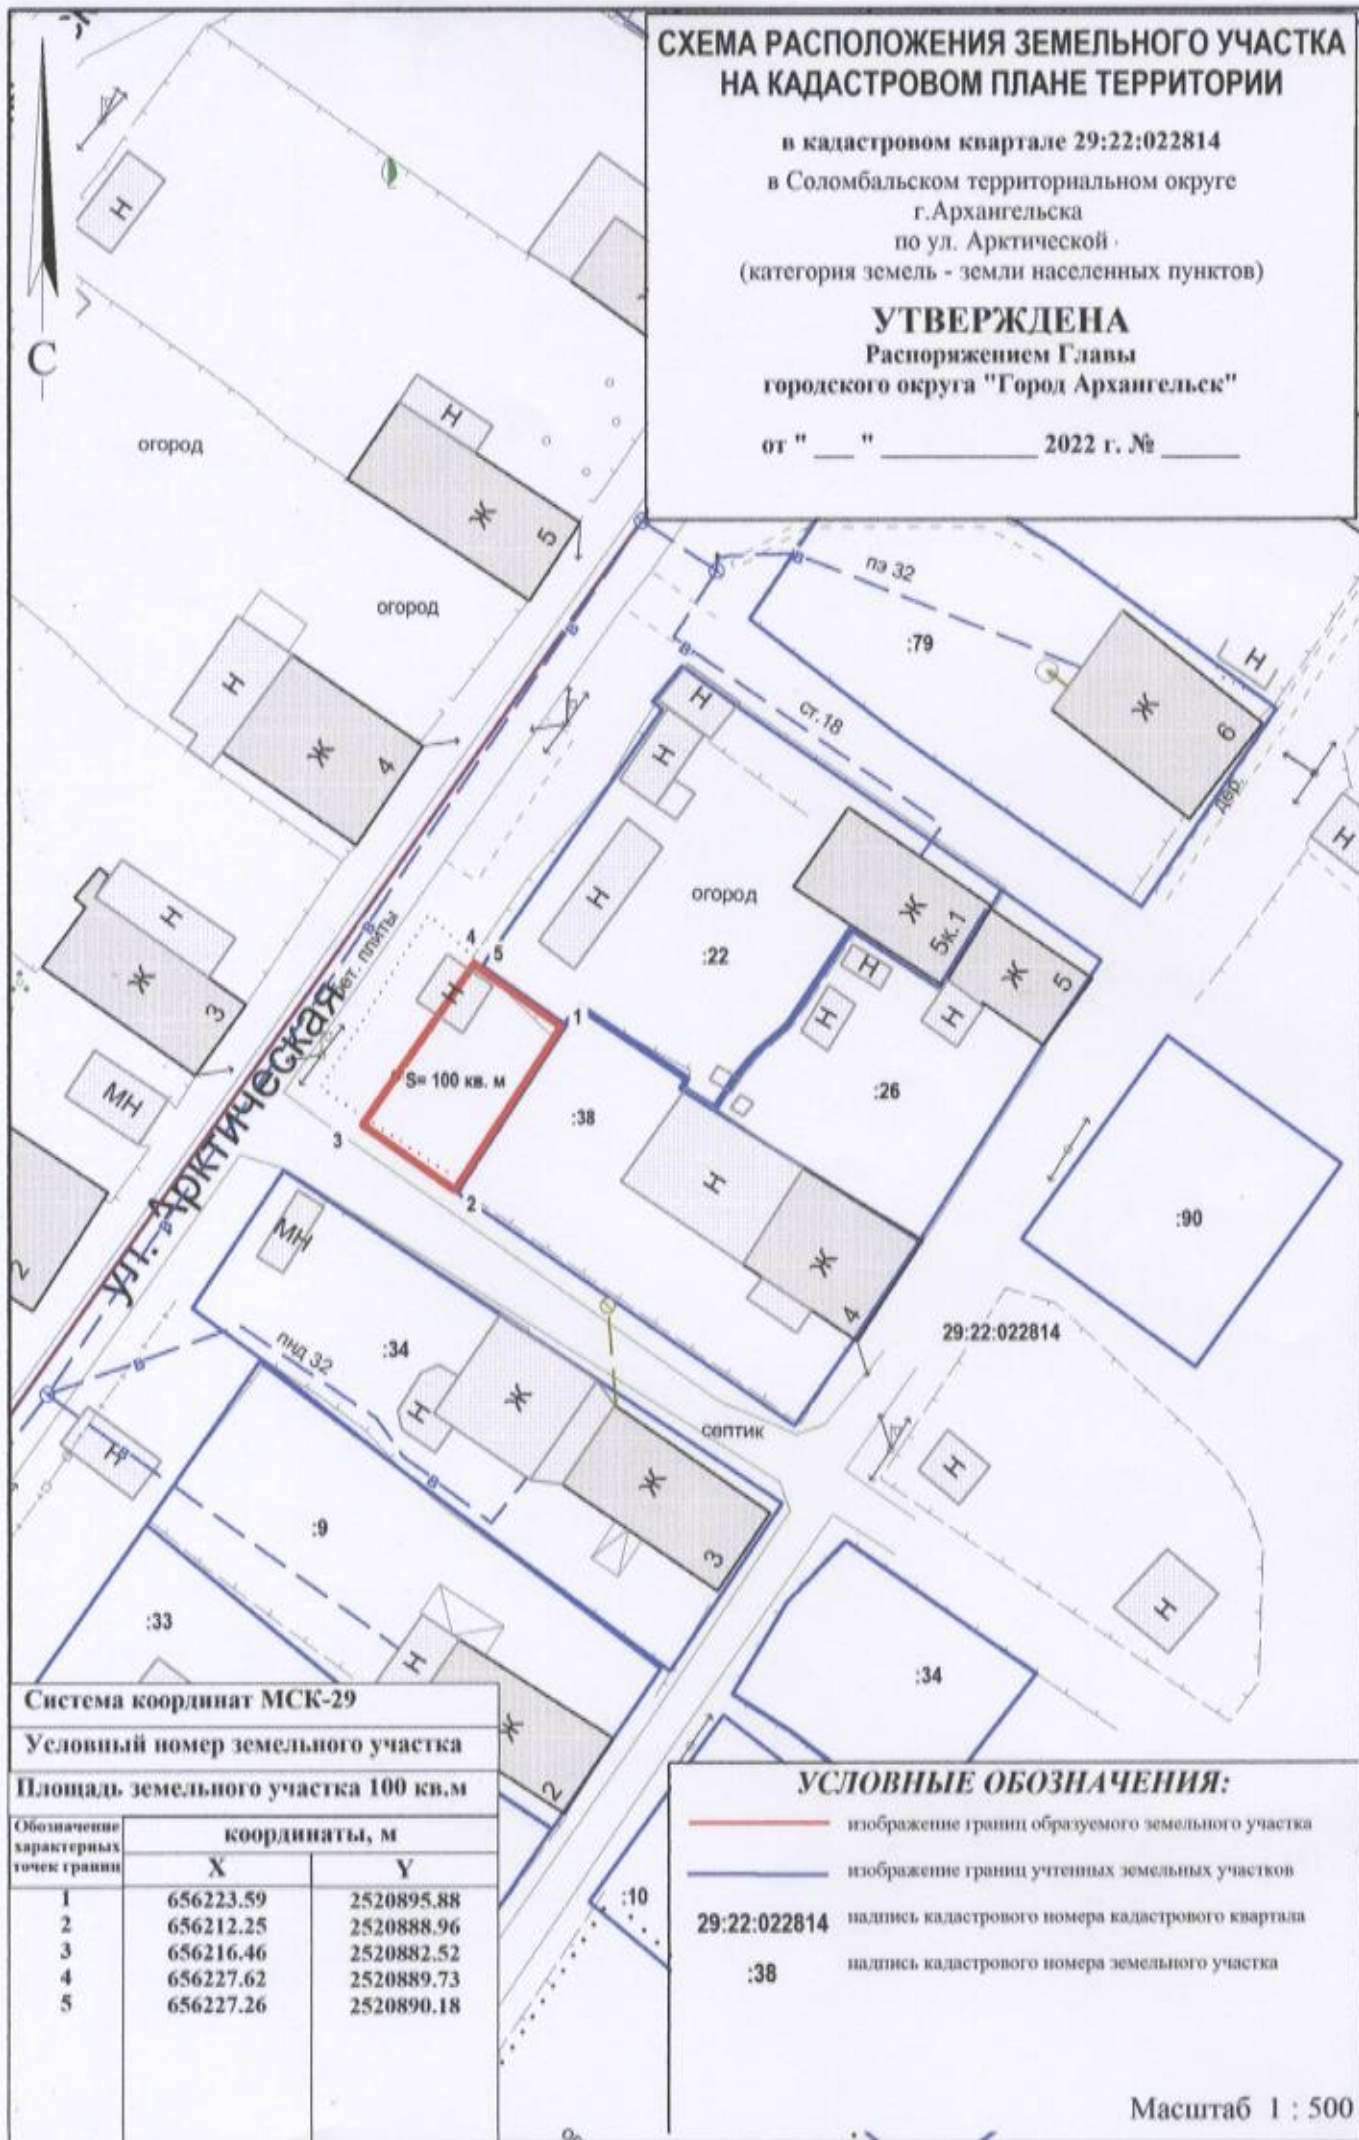 СХЕМА РАСПОЛОЖЕНИЯ ЗЕМЕЛЬНОГО УЧАСТКА
НА КАДАСТРОВОМ ПЛАНЕ ТЕРРИТОРИИ
в кадастровом квартале 29:22:022814
в Соломбальском территориальном округе
г.Архангельска
по ул. Арктической
(категория земель - земли населенных пунктов)
УТВЕРЖДЕНА
Распоряжением Главы
городского округа "Город Архангельск"
от " ___ " ____________ 2022 г. № ______
С
Н
огород
Н
Ж
5
огород
Н
Ж
4
пэ 32
:79
Н
Ж
6
ст.18
дер.
Н
Н
Н
Н
огород
:22
Ж
5к.1
Ж
5
Н
Н
Н
:26
Н
Ж
3
МН
бет. плиты
ул. Арктическая
4
5
Н
1
S= 100 кв. м
3
2
:38
Н
Ж
4
:90
29:22:022814
2
МН
:34
пнд 32
Н
Ж
септик
Ж
3
Н
Н
Н
:9
:33
Н
Ж
2
:34
:10
Система координат МСК-29
Условный номер земельного участка
Площадь земельного участка 100 кв.м
Обозначение характерных точек границ
координаты, м
X Y
1 656223.59 2520895.88
2 656212.25 2520888.96
3 656216.46 2520882.52
4 656227.62 2520889.73
5 656227.26 2520890.18
УСЛОВНЫЕ ОБОЗНАЧЕНИЯ:
изображение границ образуемого земельного участка
изображение границ учтенных земельных участков
29:22:022814 надпись кадастрового номера кадастрового квартала
:38 надпись кадастрового номера земельного участка
Масштаб 1 : 500